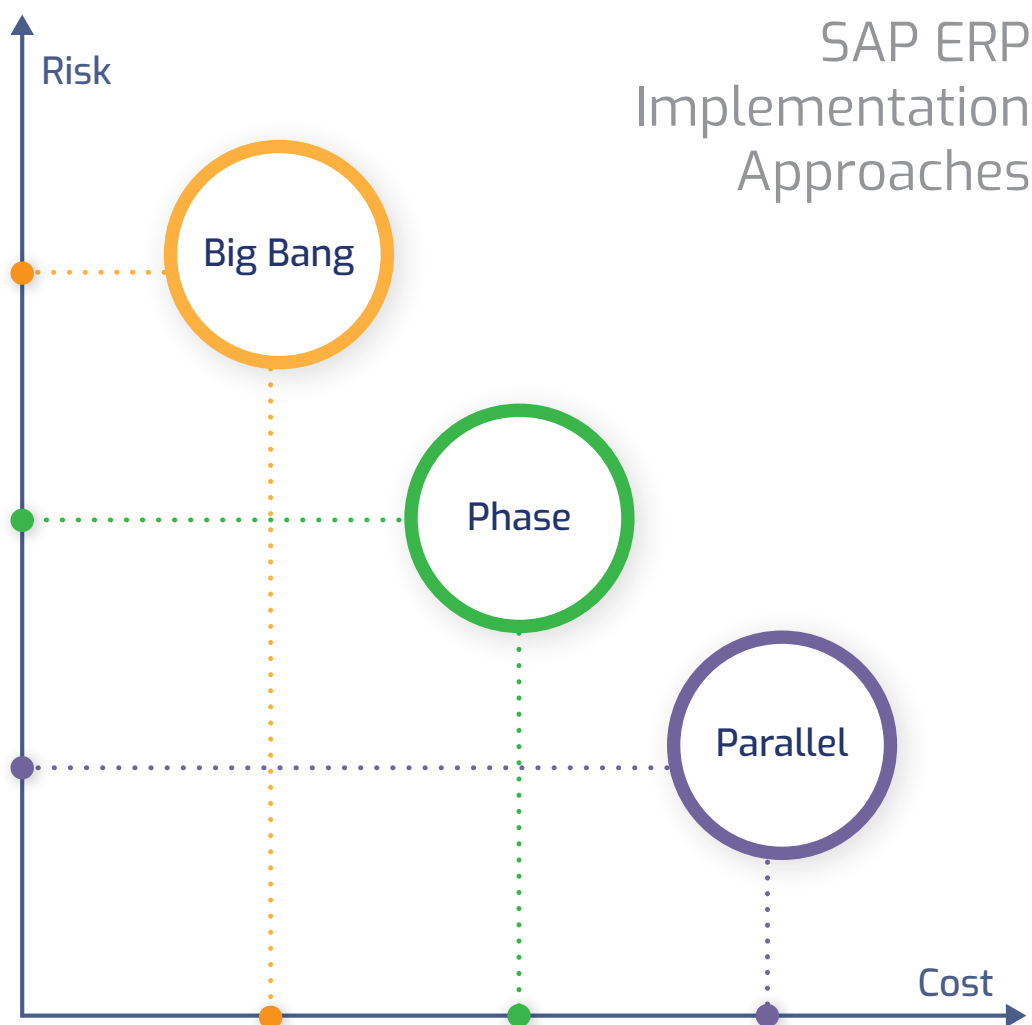 SAP ERP
Implementation
Approaches
Risk
Big Bang
Phase
Parallel
Cost